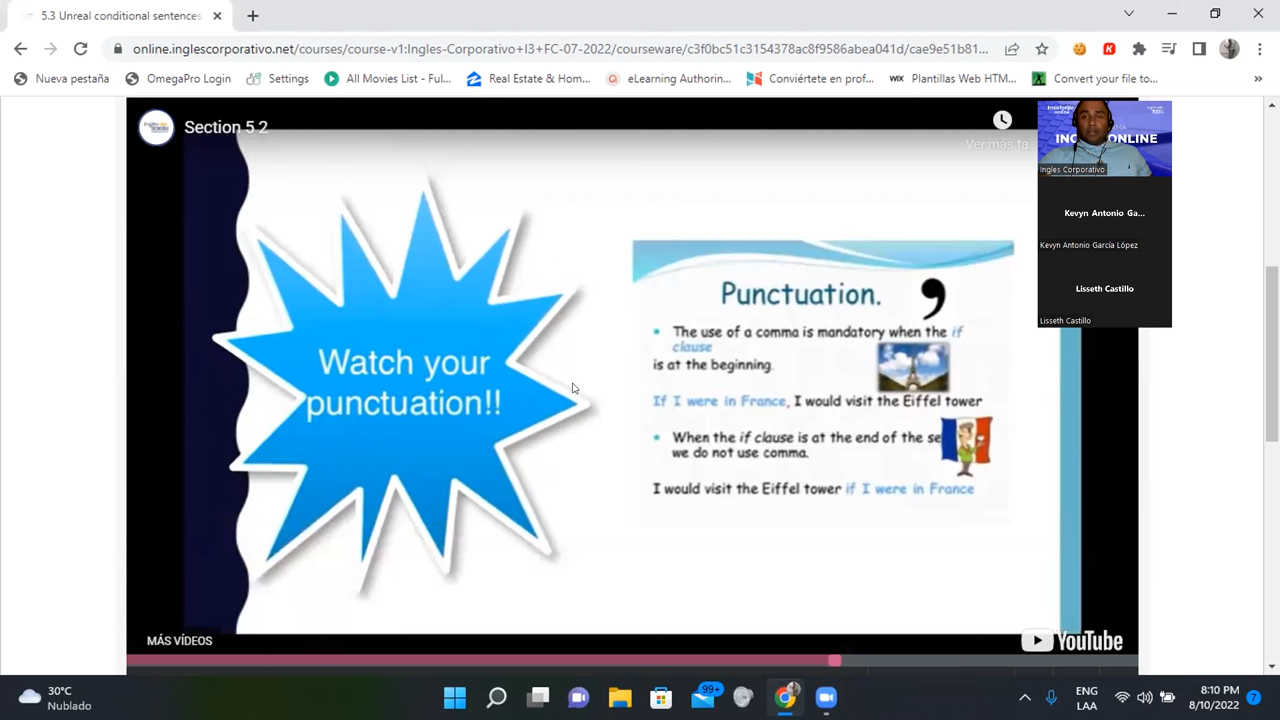 5.3 Unreal conditional sentences
online.inglescorporativo.net/courses/course-v1:Ingles-Corporativo+I3+FC-07-2022/courseware/c3f0bc51c3154378ac8f9586abea041d/cae9e51b81...
Nueva pestaña
OmegaPro Login
Settings
All Movies List - Ful...
Real Estate & Hom...
eLearning Authorin...
Conviértete en prof...
WIX Plantillas Web HTM...
Convert your file to...
»
Section 5 2
Ver más ta
Ingles Corporativo
Kevyn Antonio Ga...
Kevyn Antonio García López
Lisseth Castillo
Lisseth Castillo
Watch your
punctuation!!
Punctuation. ,
• The use of a comma is mandatory when the if
clause
is at the beginning.
If I were in France, I would visit the Eiffel tower
• When the if clause is at the end of the se
we do not use comma.
I would visit the Eiffel tower if I were in France
MÁS VÍDEOS
YouTube
30°C
Nublado
99+
ENG
LAA
8:10 PM
8/10/2022
7